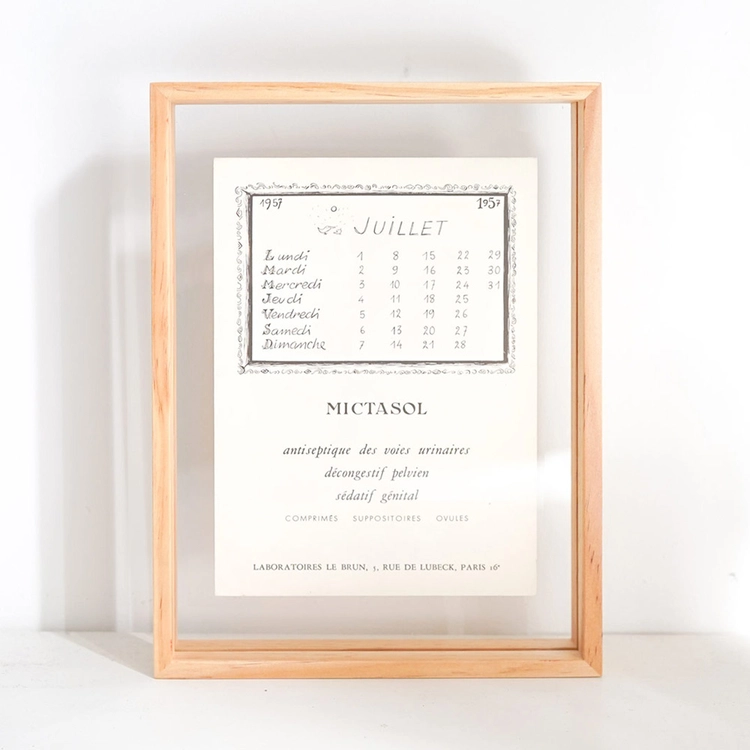 1957 1957
JUILLET
Lundi 1 8 15 22 29
Mardi 2 9 16 23 30
Mercredi 3 10 17 24 31
Jeudi 4 11 18 25
Vendredi 5 12 19 26
Samedi 6 13 20 27
Dimanche 7 14 21 28
MICTASOL
antiseptique des voies urinaires
décongestif pelvien
sédatif génital
COMPRIMÉS SUPPOSITOIRES OVULES
LABORATOIRES LE BRUN, 5, RUE DE LUBECK, PARIS 16e